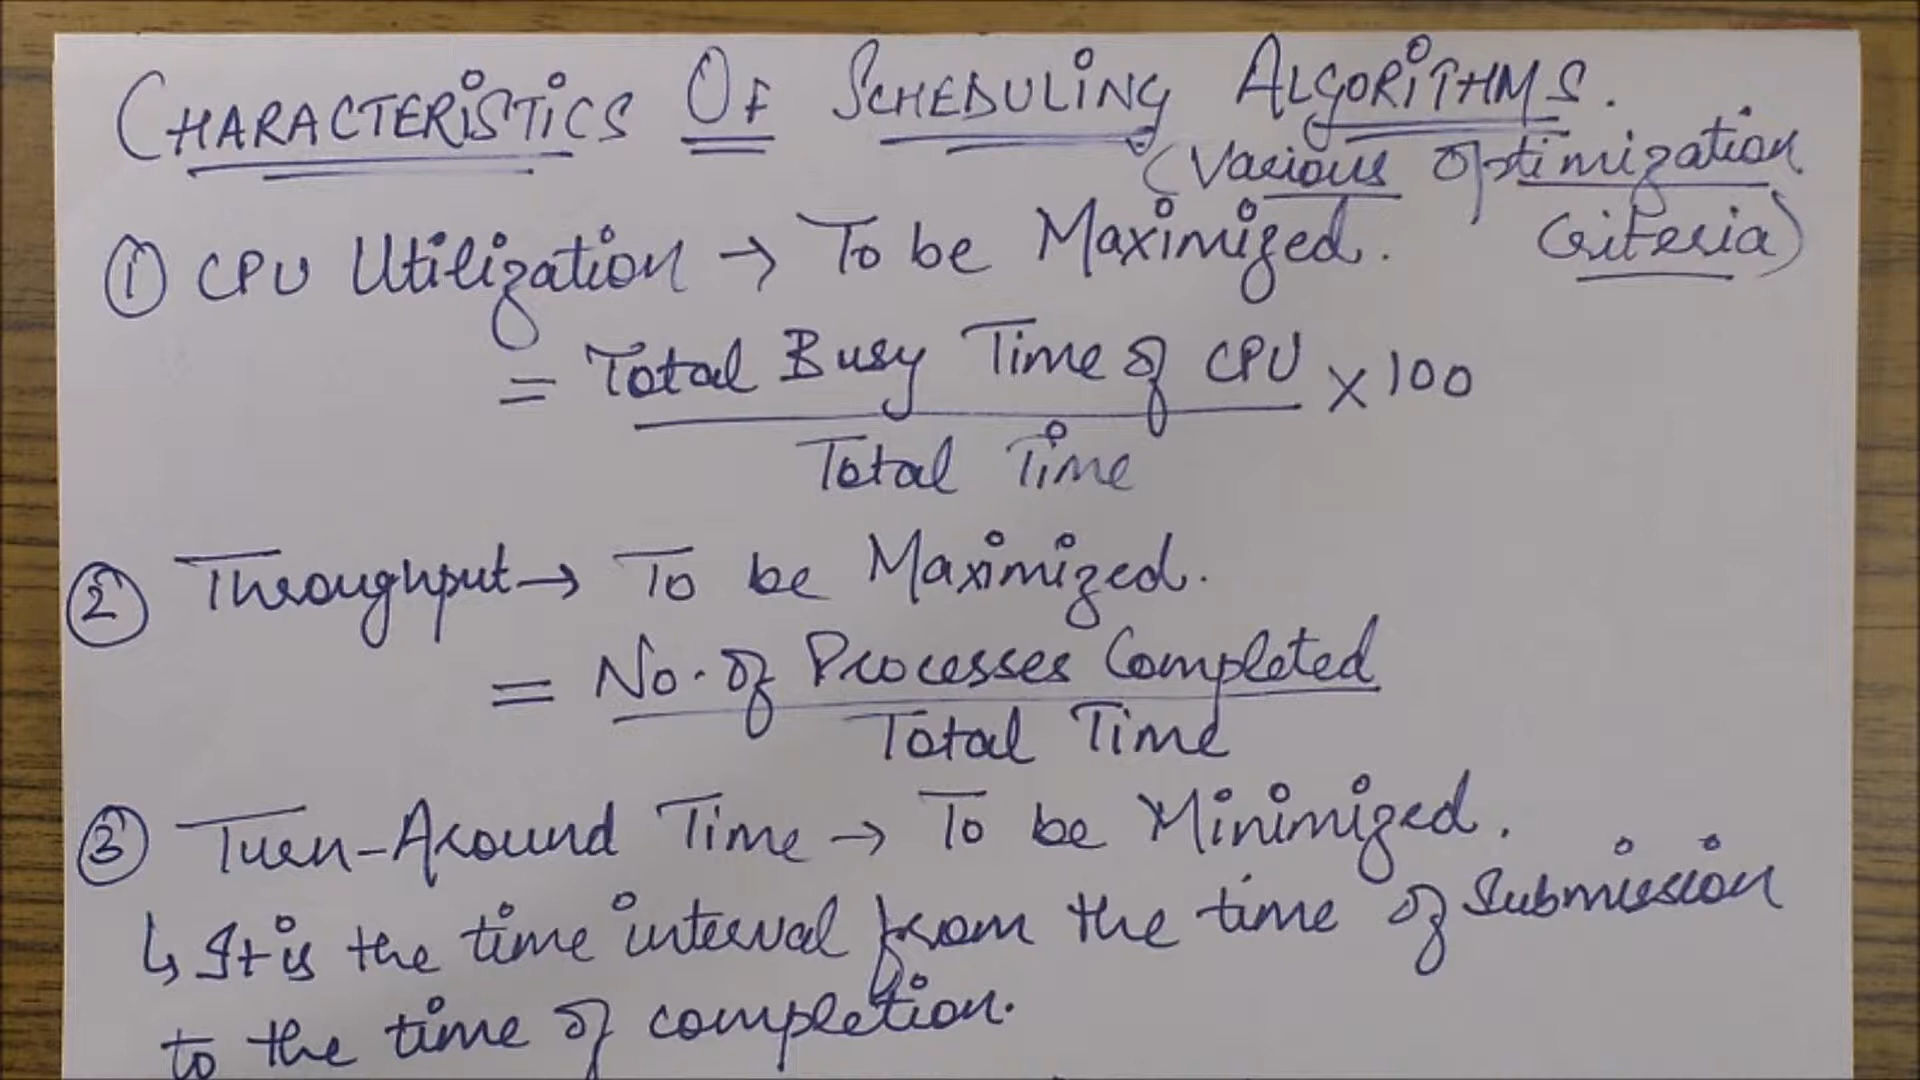 CHARACTERISTICS OF SCHEDULING ALGORITHMS.
(Various Optimization
Criteria)
① CPU Utilization → To be Maximized.
= Total Busy Time of CPU × 100
Total Time
② Throughput → To be Maximized.
= No. of Processes Completed
Total Time
③ Turn-Around Time → To be Minimized.
↳ It is the time interval from the time of Submission
to the time of completion.